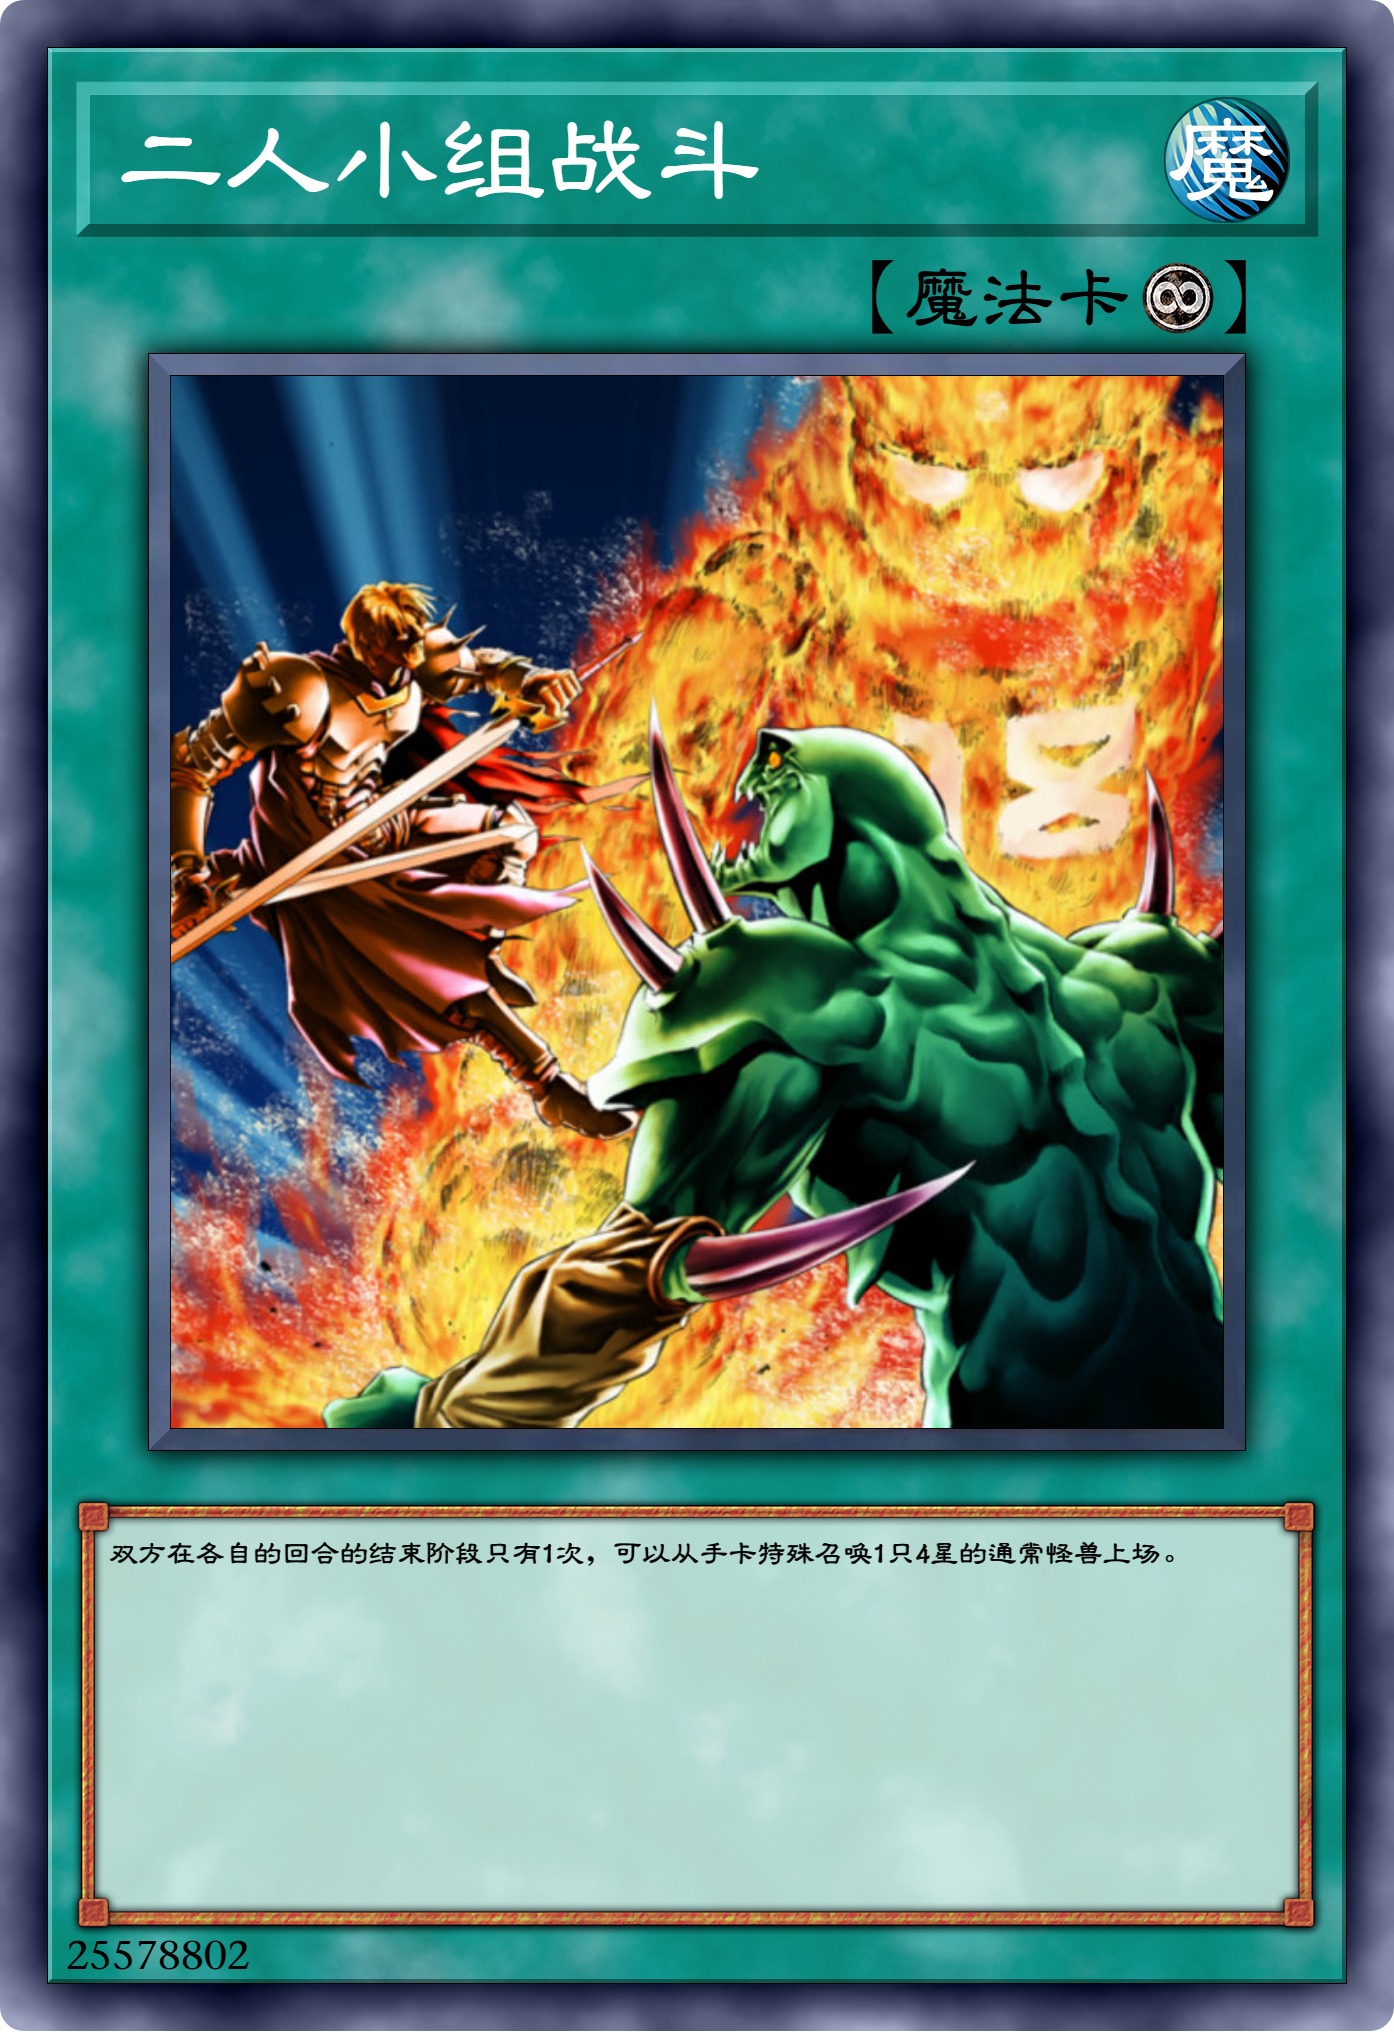 二人小组战斗
魔
【魔法卡】
双方在各自的回合的结束阶段只有1次，可以从手卡特殊召唤1只4星的通常怪兽上场。
25578802